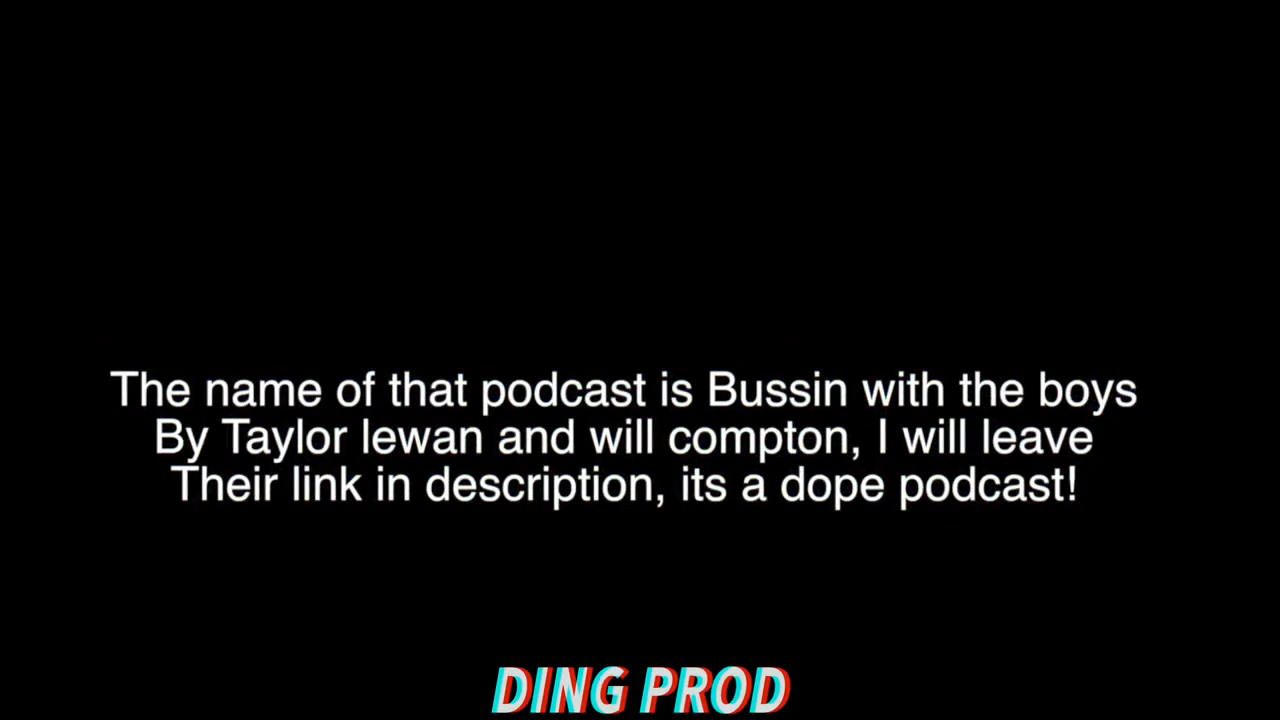 The name of that podcast is Bussin with the boys
By Taylor lewan and will compton, I will leave
Their link in description, its a dope podcast!
DING PROD